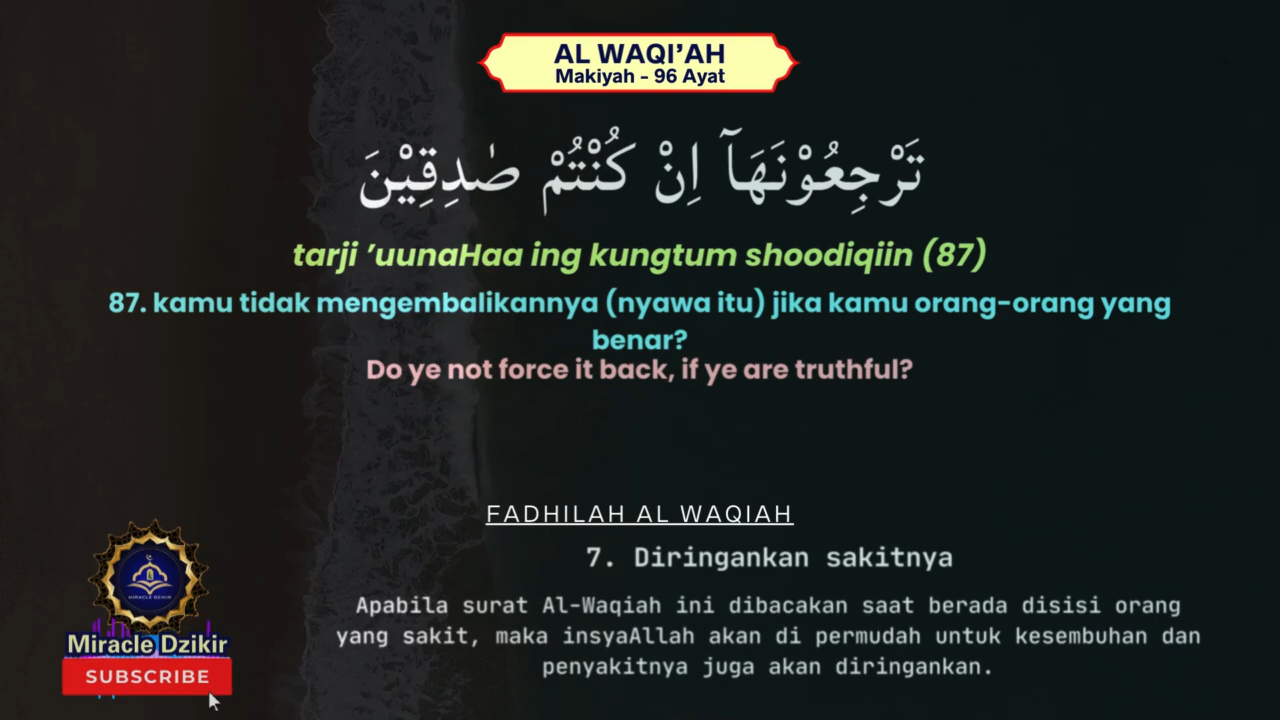 AL WAQI’AH
Makiyah - 96 Ayat
تَرْجِعُوْنَهَآ اِنْ كُنْتُمْ صٰدِقِيْنَ
tarji ’uunaHaa ing kungtum shoodiqiin (87)
87. kamu tidak mengembalikannya (nyawa itu) jika kamu orang-orang yang
benar?
Do ye not force it back, if ye are truthful?
FADHILAH AL WAQIAH
7. Diringankan sakitnya
Apabila surat Al-Waqiah ini dibacakan saat berada disisi orang
yang sakit, maka insyaAllah akan di permudah untuk kesembuhan dan
penyakitnya juga akan diringankan.
MIRACLE DZIKIR
Miracle Dzikir
SUBSCRIBE